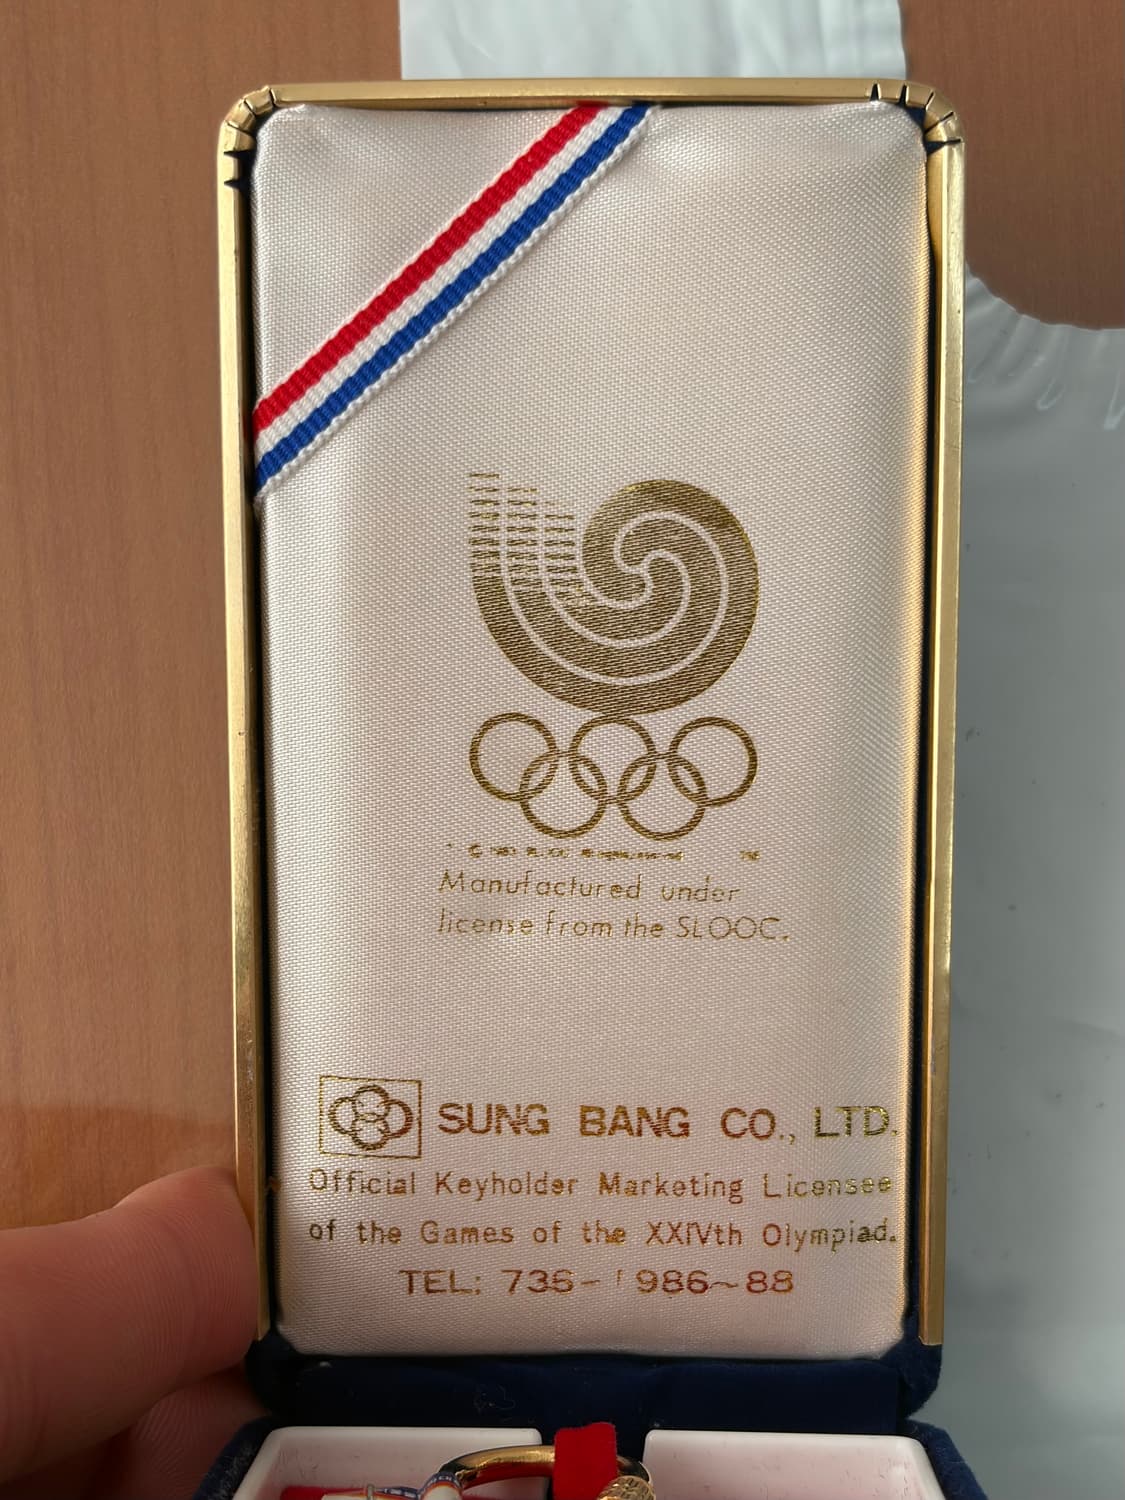 Manufactured under
license from the SLOOC.
SUNG BANG CO., LTD.
Official Keyholder Marketing Licensee
of the Games of the XXIVth Olympiad.
TEL: 736-1986~88